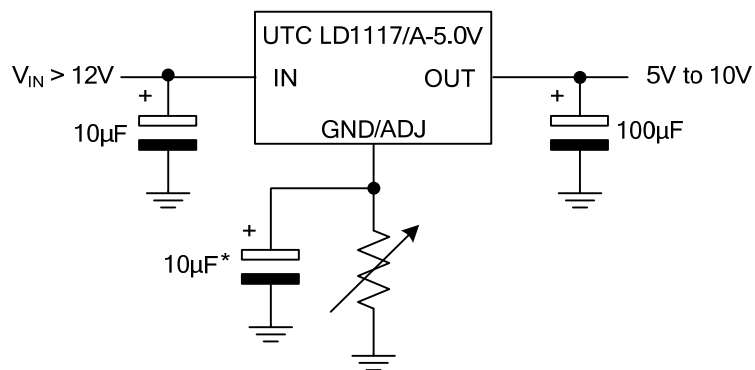 UTC LD1117/A-5.0V
V_IN > 12V
IN
OUT
5V to 10V
+
+
10µF
GND/ADJ
100µF
+
10µF*